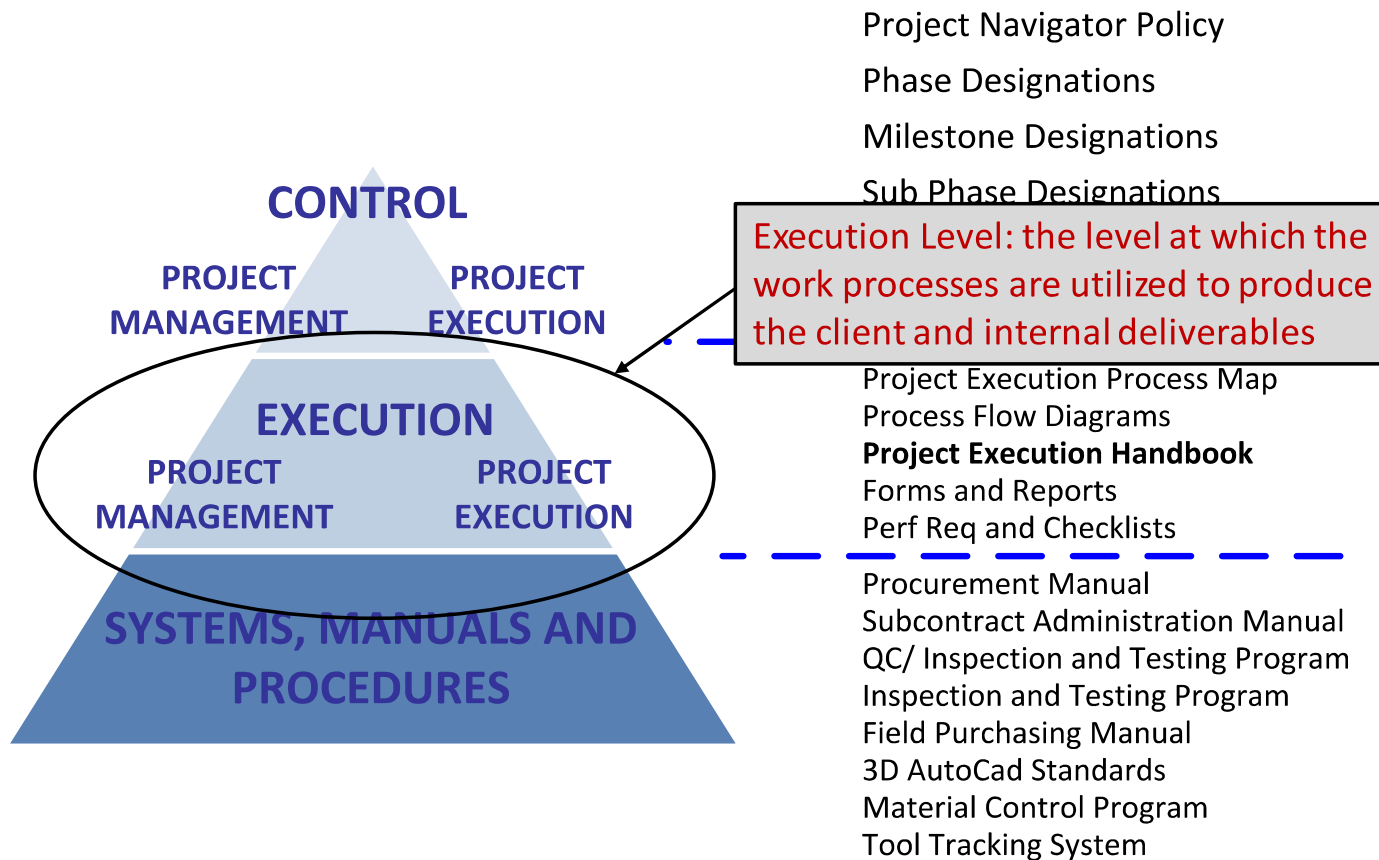 CONTROL
PROJECT
MANAGEMENT
PROJECT
EXECUTION
EXECUTION
PROJECT
MANAGEMENT
PROJECT
EXECUTION
SYSTEMS, MANUALS AND
PROCEDURES
Project Navigator Policy
Phase Designations
Milestone Designations
Sub Phase Designations
Execution Level: the level at which the
work processes are utilized to produce
the client and internal deliverables
Project Execution Process Map
Process Flow Diagrams
Project Execution Handbook
Forms and Reports
Perf Req and Checklists
Procurement Manual
Subcontract Administration Manual
QC/ Inspection and Testing Program
Inspection and Testing Program
Field Purchasing Manual
3D AutoCad Standards
Material Control Program
Tool Tracking System